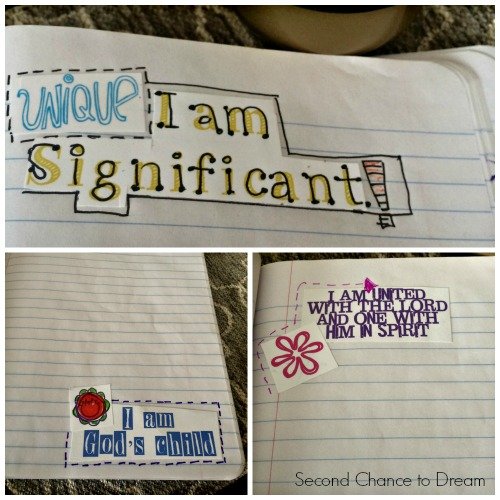 UNIQUE I am
Significant!
I am
God's child
I AM UNITED
WITH THE LORD
AND ONE WITH
HIM IN SPIRIT
Second Chance to Dream